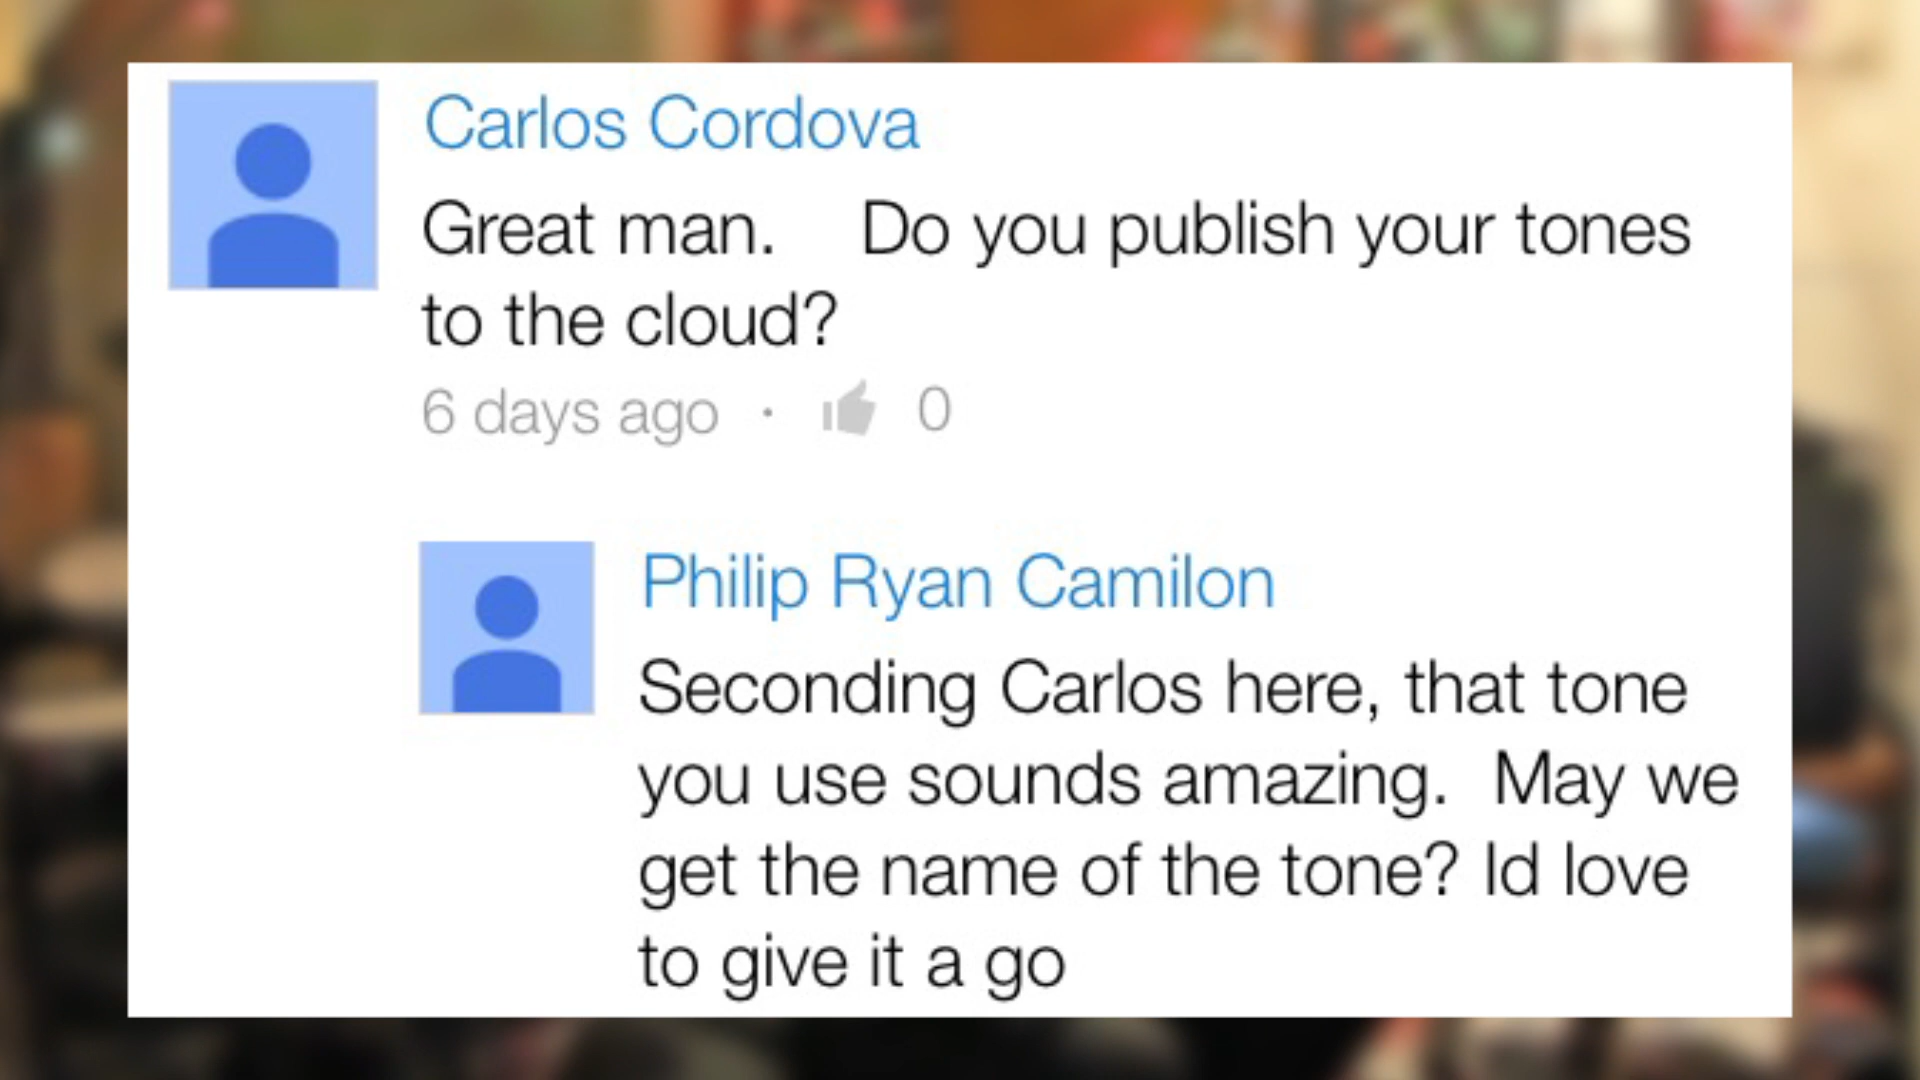 Carlos Cordova
Great man.    Do you publish your tones
to the cloud?
6 days ago · 0
Philip Ryan Camilon
Seconding Carlos here, that tone
you use sounds amazing.  May we
get the name of the tone? Id love
to give it a go